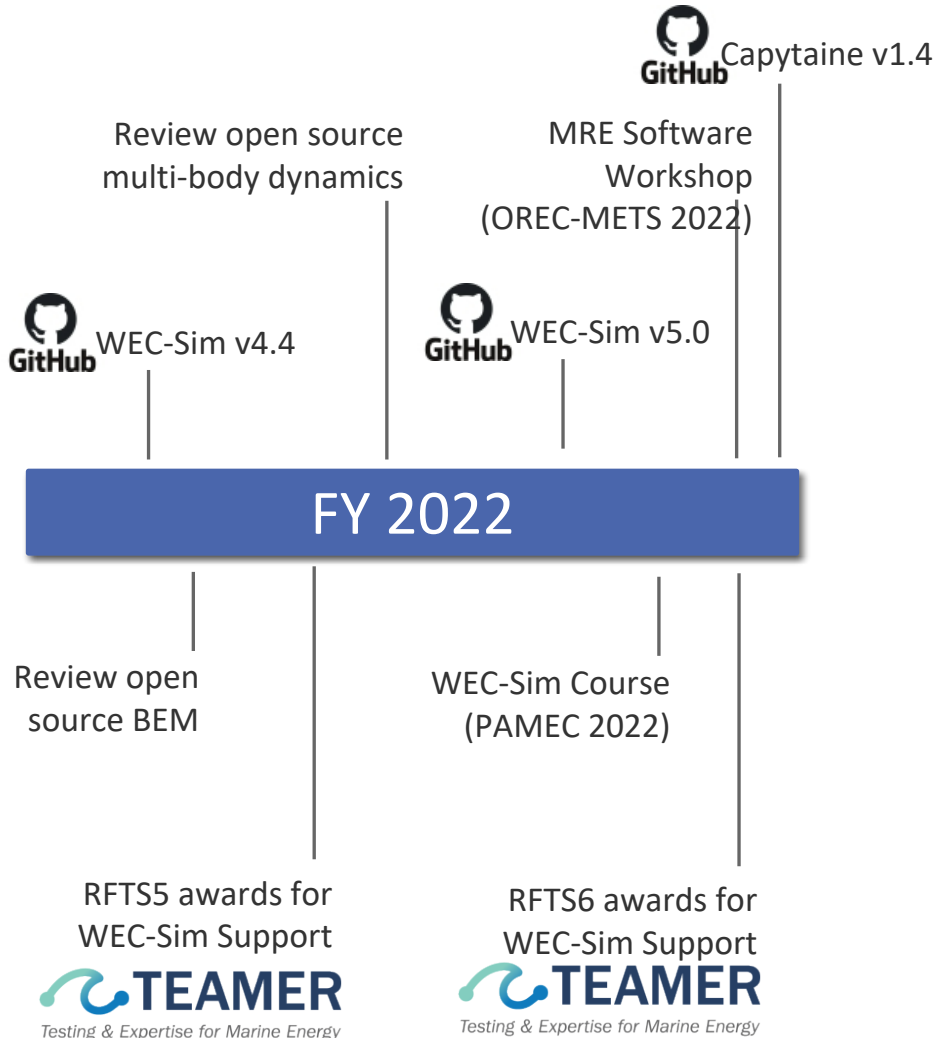 GitHub
Capytaine v1.4
Review open source
multi-body dynamics
MRE Software
Workshop
(OREC-METS 2022)
GitHub
WEC-Sim v4.4
GitHub
WEC-Sim v5.0
FY 2022
Review open
source BEM
WEC-Sim Course
(PAMEC 2022)
RFTS5 awards for
WEC-Sim Support
TEAMER
Testing & Expertise for Marine Energy
RFTS6 awards for
WEC-Sim Support
TEAMER
Testing & Expertise for Marine Energy